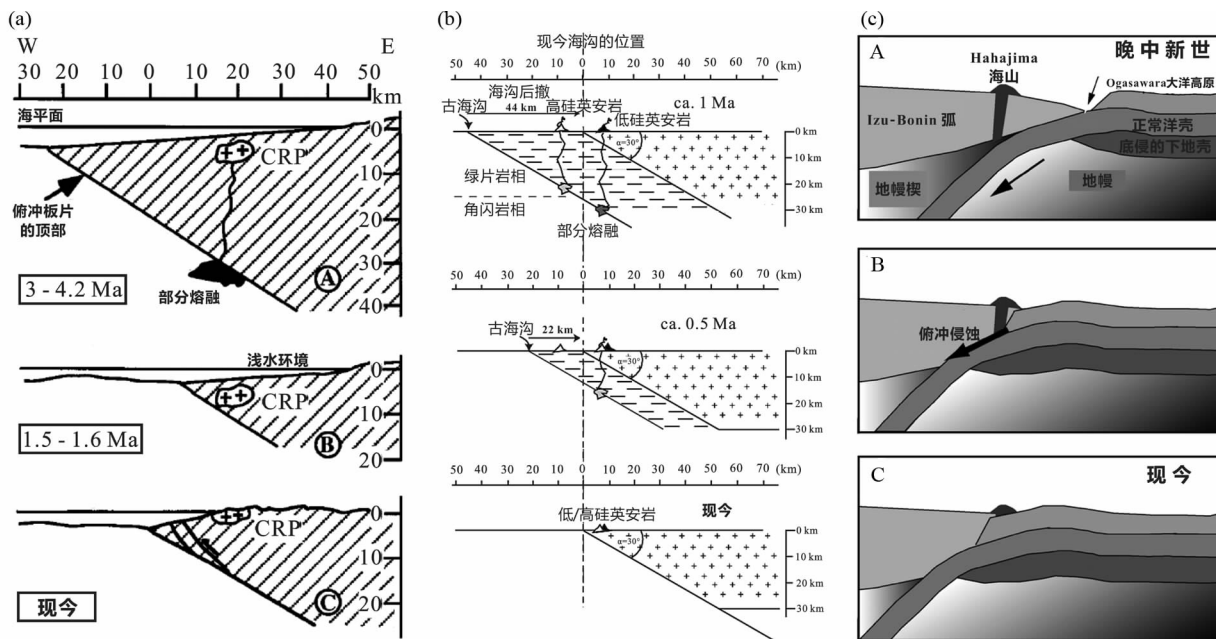 (a)
W
E
30 20 10 0 10 20 30 40 50
km
海平面
0
10
20
30
40
CRP
俯冲板片
的顶部
部分熔融
A
3 - 4.2 Ma
浅水环境
0
10
20
CRP
B
1.5 - 1.6 Ma
0
10
20
CRP
C
现今
(b)
现今海沟的位置
50 40 30 20 10 0 10 20 30 40 50 60 70 (km)
海沟后撤
古海沟
44 km
高硅英安岩
ca. 1 Ma
低硅英安岩
α=30°
0 km
10 km
20 km
30 km
绿片岩相
角闪岩相
部分熔融
50 40 30 20 10 0 10 20 30 40 50 60 70 (km)
古海沟
22 km
ca. 0.5 Ma
α=30°
0 km
10 km
20 km
30 km
50 40 30 20 10 0 10 20 30 40 50 60 70 (km)
低/高硅英安岩
现今
α=30°
0 km
10 km
20 km
30 km
(c)
A
晚中新世
Hahajima
海山
Ogasawara大洋高原
Izu-Bonin 弧
正常洋壳
底侵的下地壳
地幔楔
地幔
B
俯冲侵蚀
C
现今